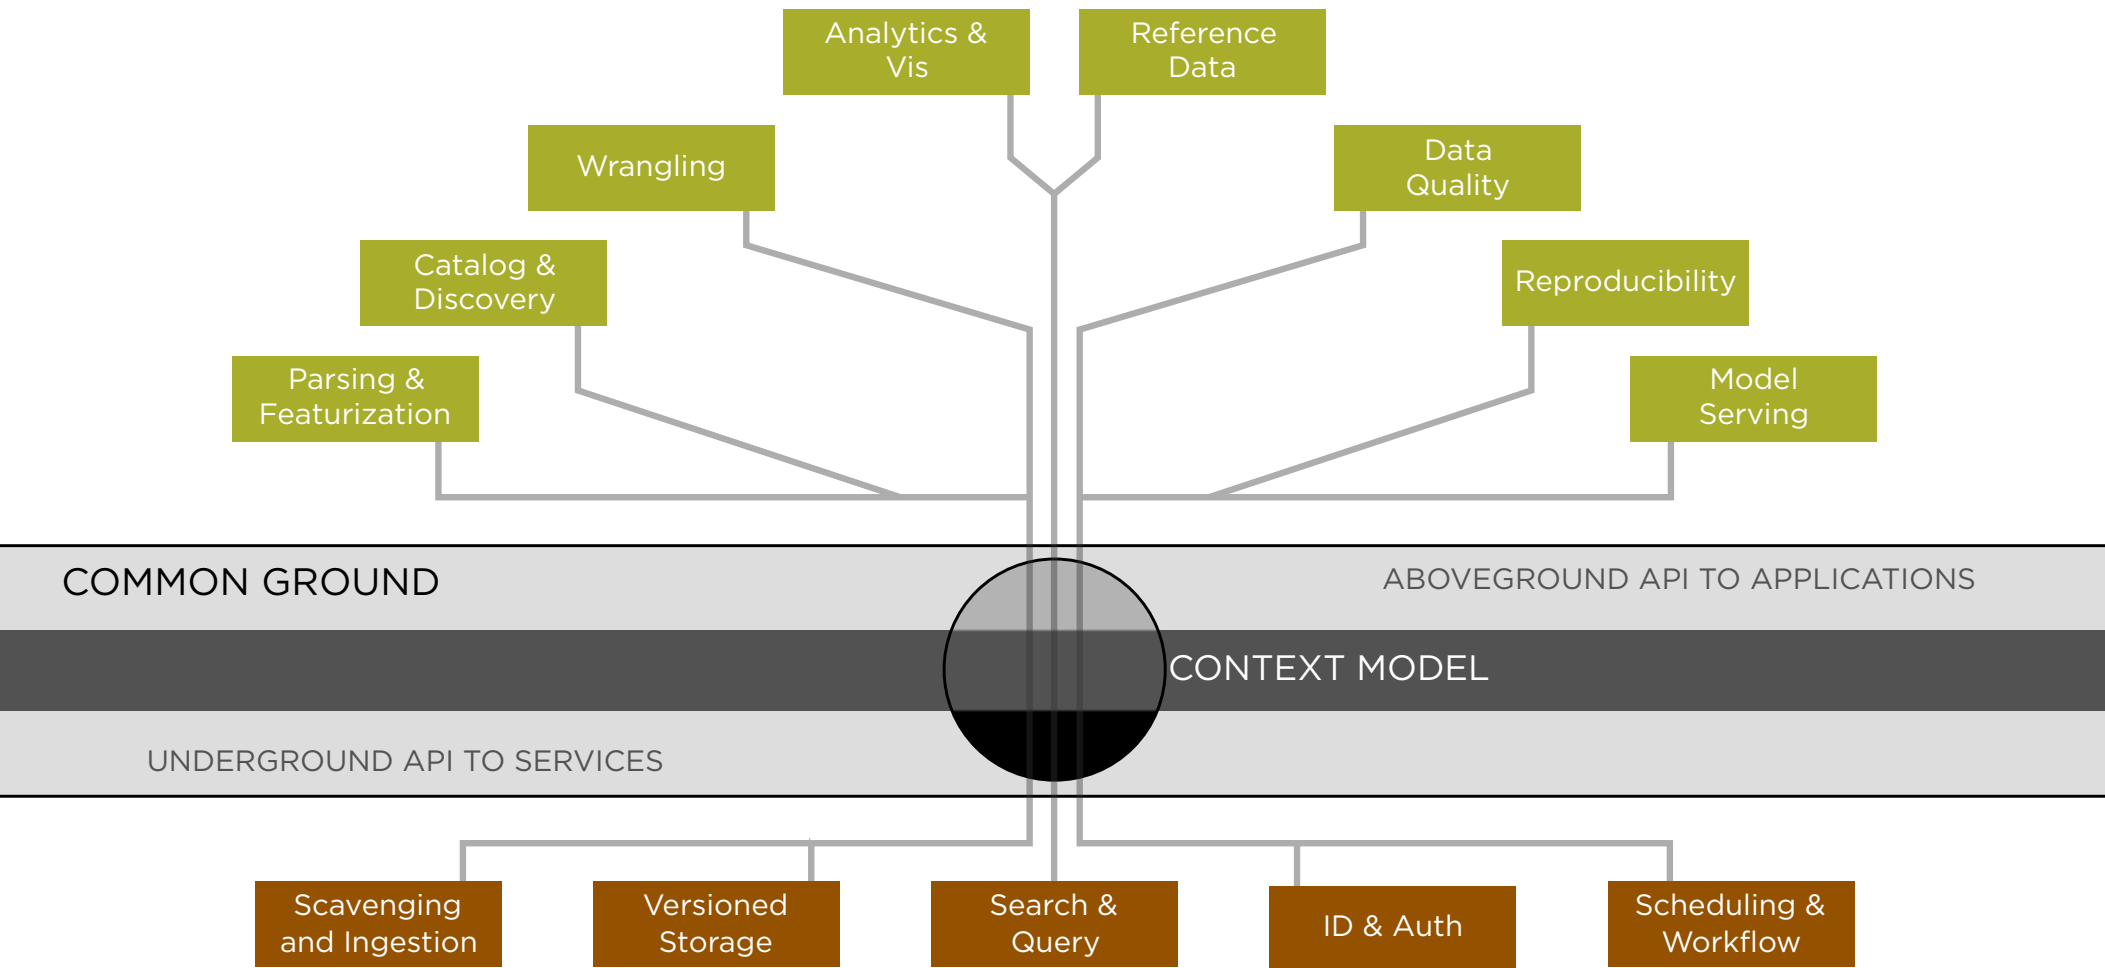 Analytics &
Vis
Reference
Data
Wrangling
Data
Quality
Catalog &
Discovery
Reproducibility
Parsing &
Featurization
Model
Serving
COMMON GROUND
ABOVEGROUND API TO APPLICATIONS
CONTEXT MODEL
UNDERGROUND API TO SERVICES
Scavenging
and Ingestion
Versioned
Storage
Search &
Query
ID & Auth
Scheduling &
Workflow